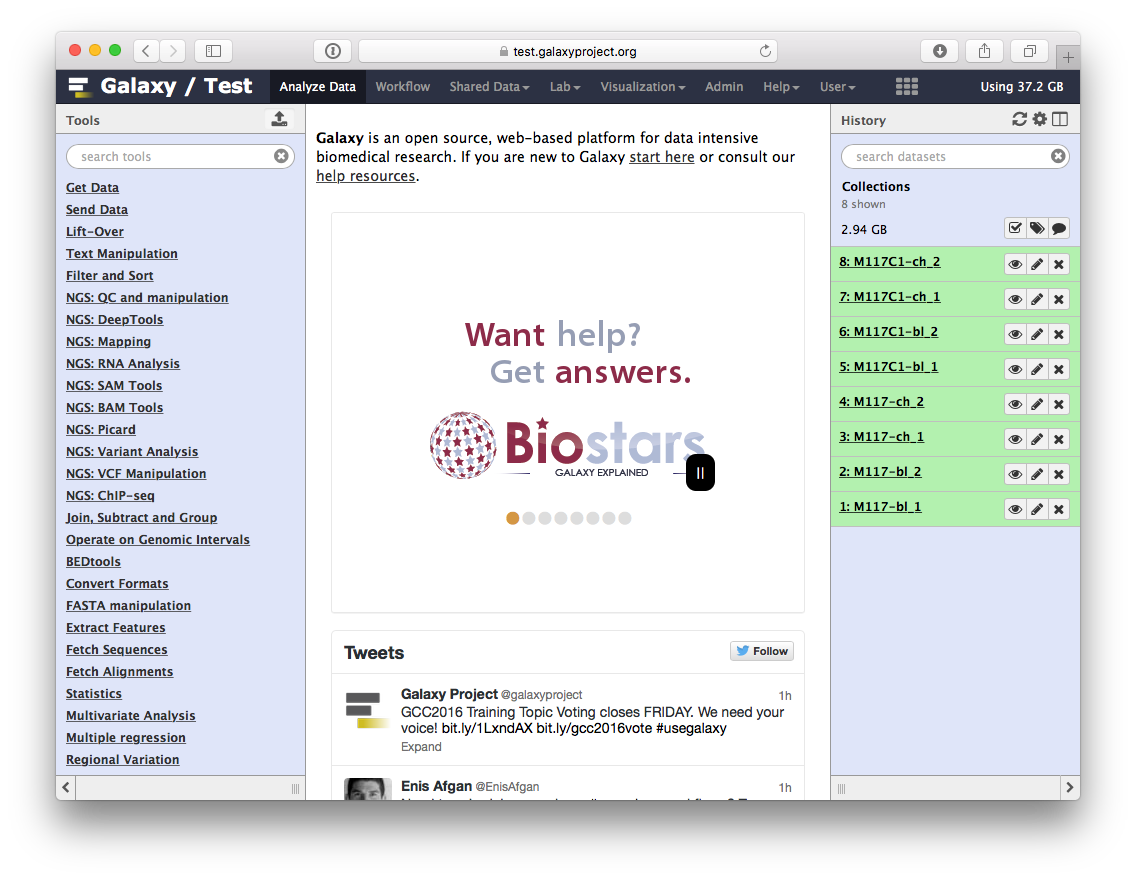 test.galaxyproject.org
Galaxy / Test
Analyze Data
Workflow
Shared Data
Lab
Visualization
Admin
Help
User
Using 37.2 GB
Tools
search tools
Get Data
Send Data
Lift-Over
Text Manipulation
Filter and Sort
NGS: QC and manipulation
NGS: DeepTools
NGS: Mapping
NGS: RNA Analysis
NGS: SAM Tools
NGS: BAM Tools
NGS: Picard
NGS: Variant Analysis
NGS: VCF Manipulation
NGS: ChIP-seq
Join, Subtract and Group
Operate on Genomic Intervals
BEDtools
Convert Formats
FASTA manipulation
Extract Features
Fetch Sequences
Fetch Alignments
Statistics
Multivariate Analysis
Multiple regression
Regional Variation
Galaxy is an open source, web-based platform for data intensive
biomedical research. If you are new to Galaxy start here or consult our
help resources.
Want help?
Get answers.
Biostars
GALAXY EXPLAINED
Tweets
Follow
Galaxy Project @galaxyproject
1h
GCC2016 Training Topic Voting closes FRIDAY. We need your
voice! bit.ly/1LxndAX bit.ly/gcc2016vote #usegalaxy
Expand
Enis Afgan @EnisAfgan
1h
History
search datasets
Collections
8 shown
2.94 GB
8: M117C1-ch_2
7: M117C1-ch_1
6: M117C1-bl_2
5: M117C1-bl_1
4: M117-ch_2
3: M117-ch_1
2: M117-bl_2
1: M117-bl_1